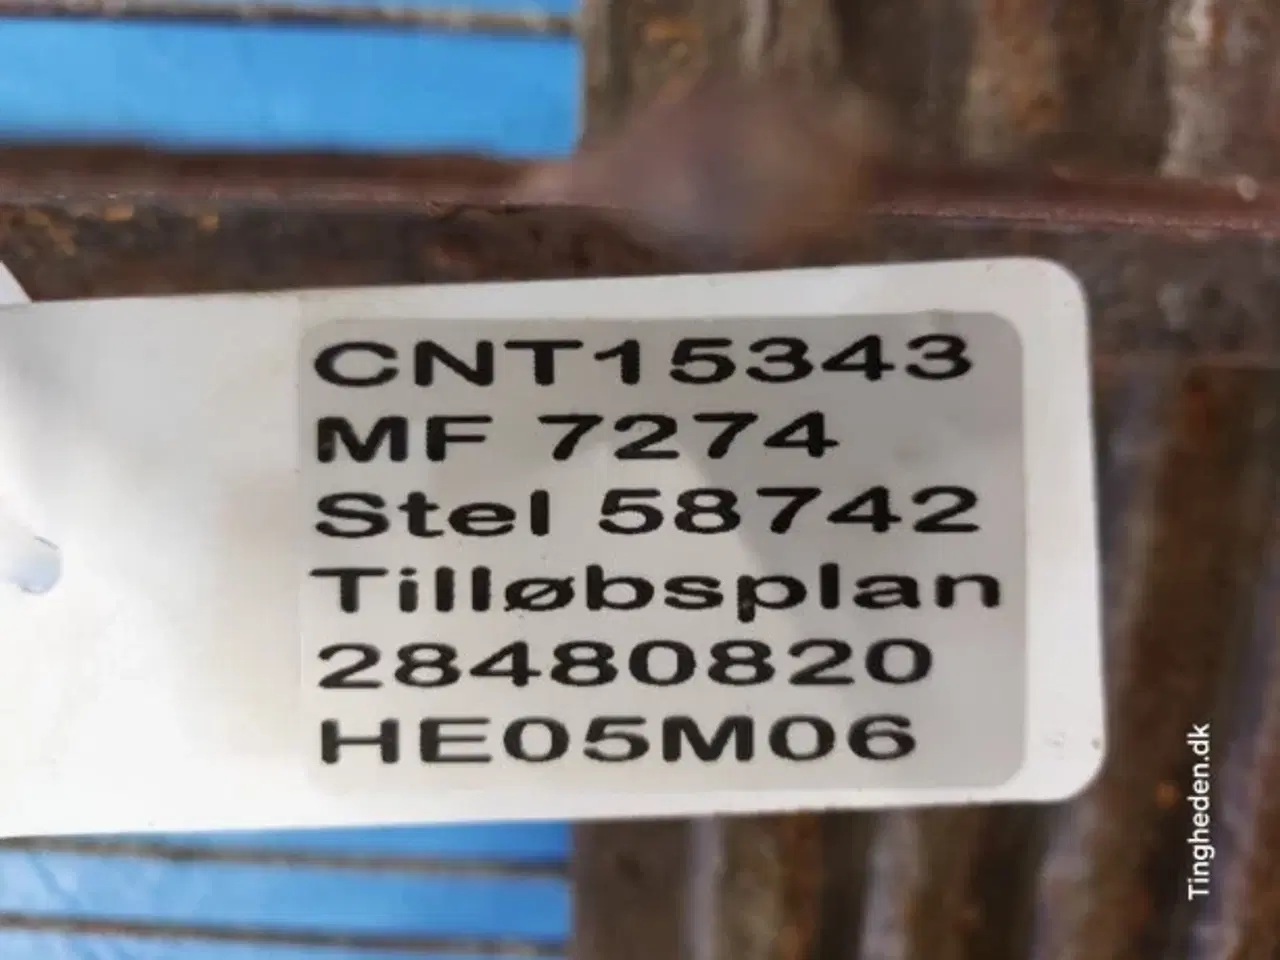 CNT15343
MF 7274
Stel 58742
Tilløbsplan
28480820
HE05M06
Tingheden.dk